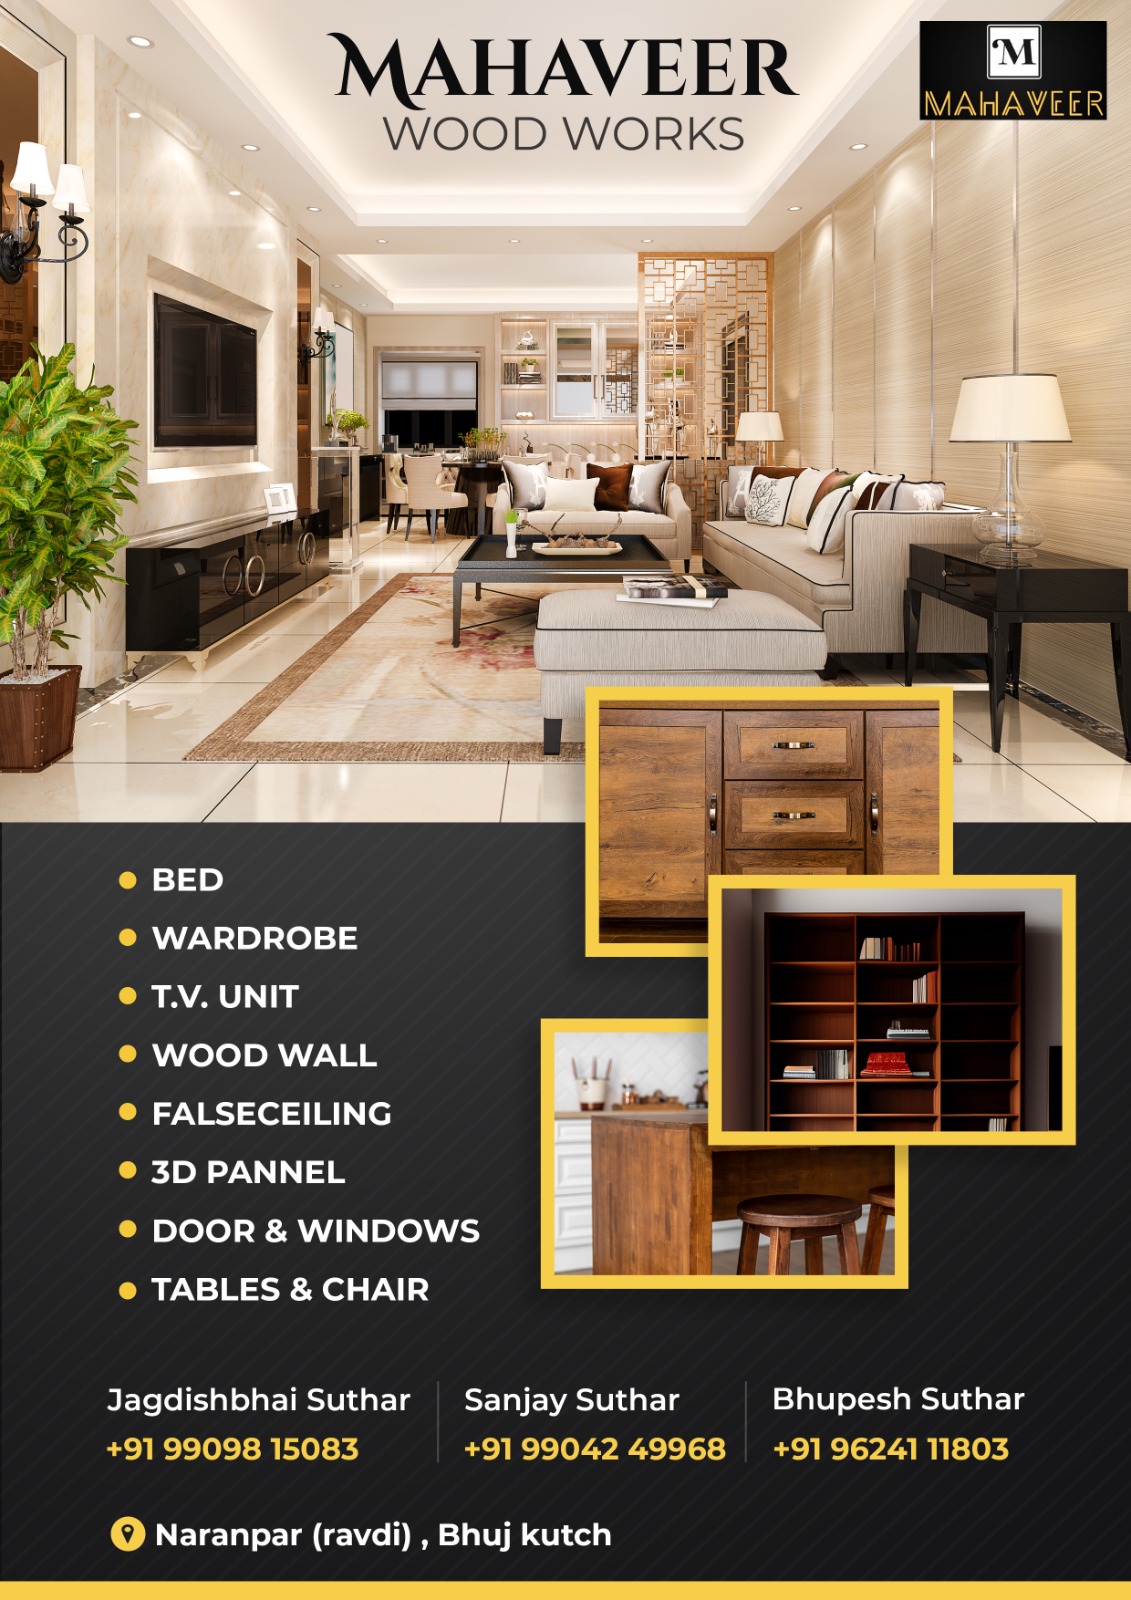 MAHAVEER
WOOD WORKS
M
MAHAVEER
BED
WARDROBE
T.V. UNIT
WOOD WALL
FALSECEILING
3D PANNEL
DOOR & WINDOWS
TABLES & CHAIR
Jagdishbhai Suthar
+91 99098 15083
Sanjay Suthar
+91 99042 49968
Bhupesh Suthar
+91 96241 11803
Naranpar (ravdi) , Bhuj kutch